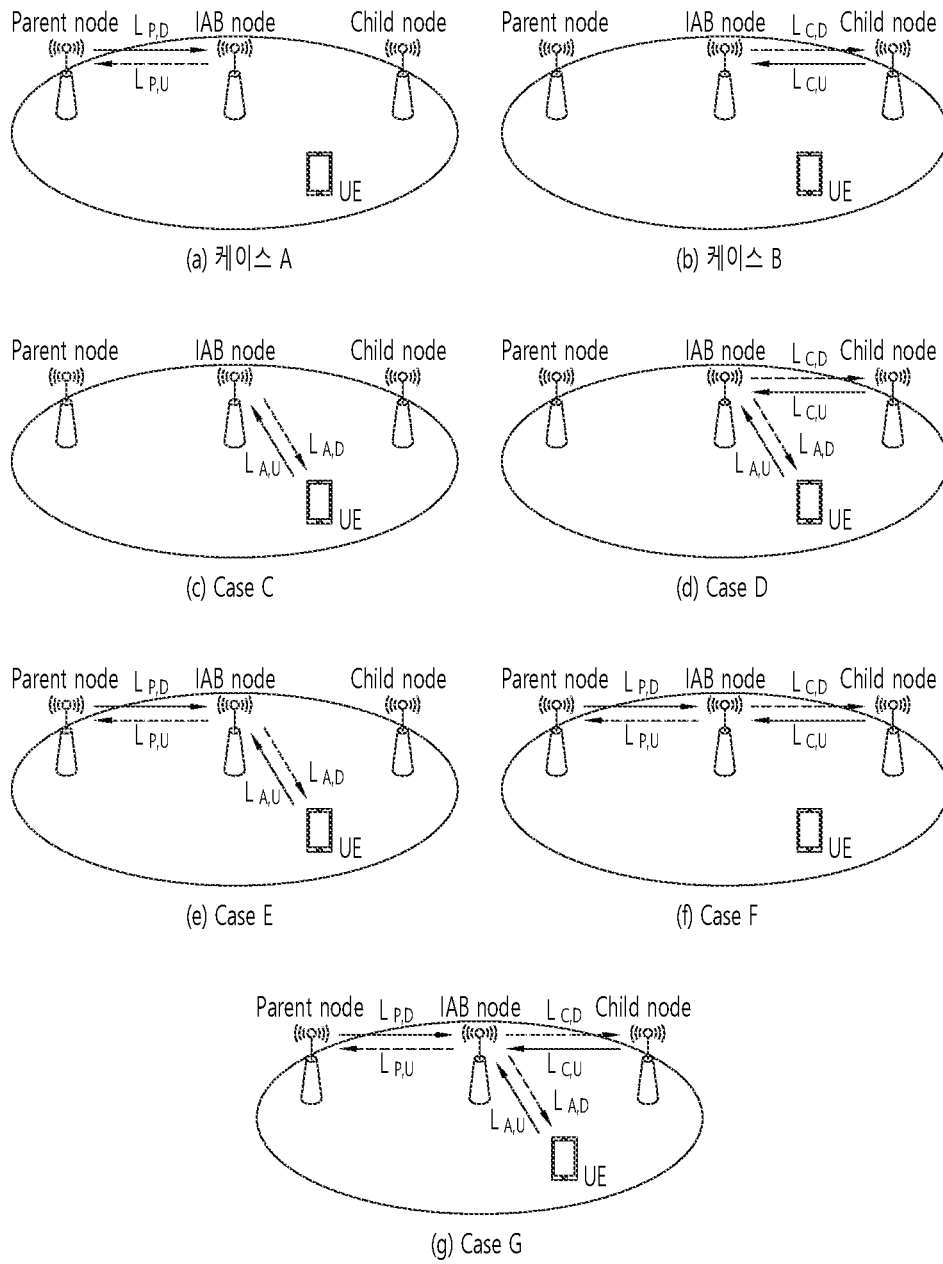 Parent node L P,D IAB node Child node
L P,U
UE
(a) 케이스 A
Parent node IAB node L C,D Child node
L C,U
UE
(b) 케이스 B
Parent node IAB node Child node
L A,D
L A,U
UE
(c) Case C
Parent node IAB node L C,D Child node
L C,U
L A,D
L A,U
UE
(d) Case D
Parent node L P,D IAB node Child node
L P,U
L A,D
L A,U
UE
(e) Case E
Parent node L P,D IAB node L C,D Child node
L P,U L C,U
UE
(f) Case F
Parent node L P,D IAB node L C,D Child node
L P,U L C,U
L A,D
L A,U
UE
(g) Case G